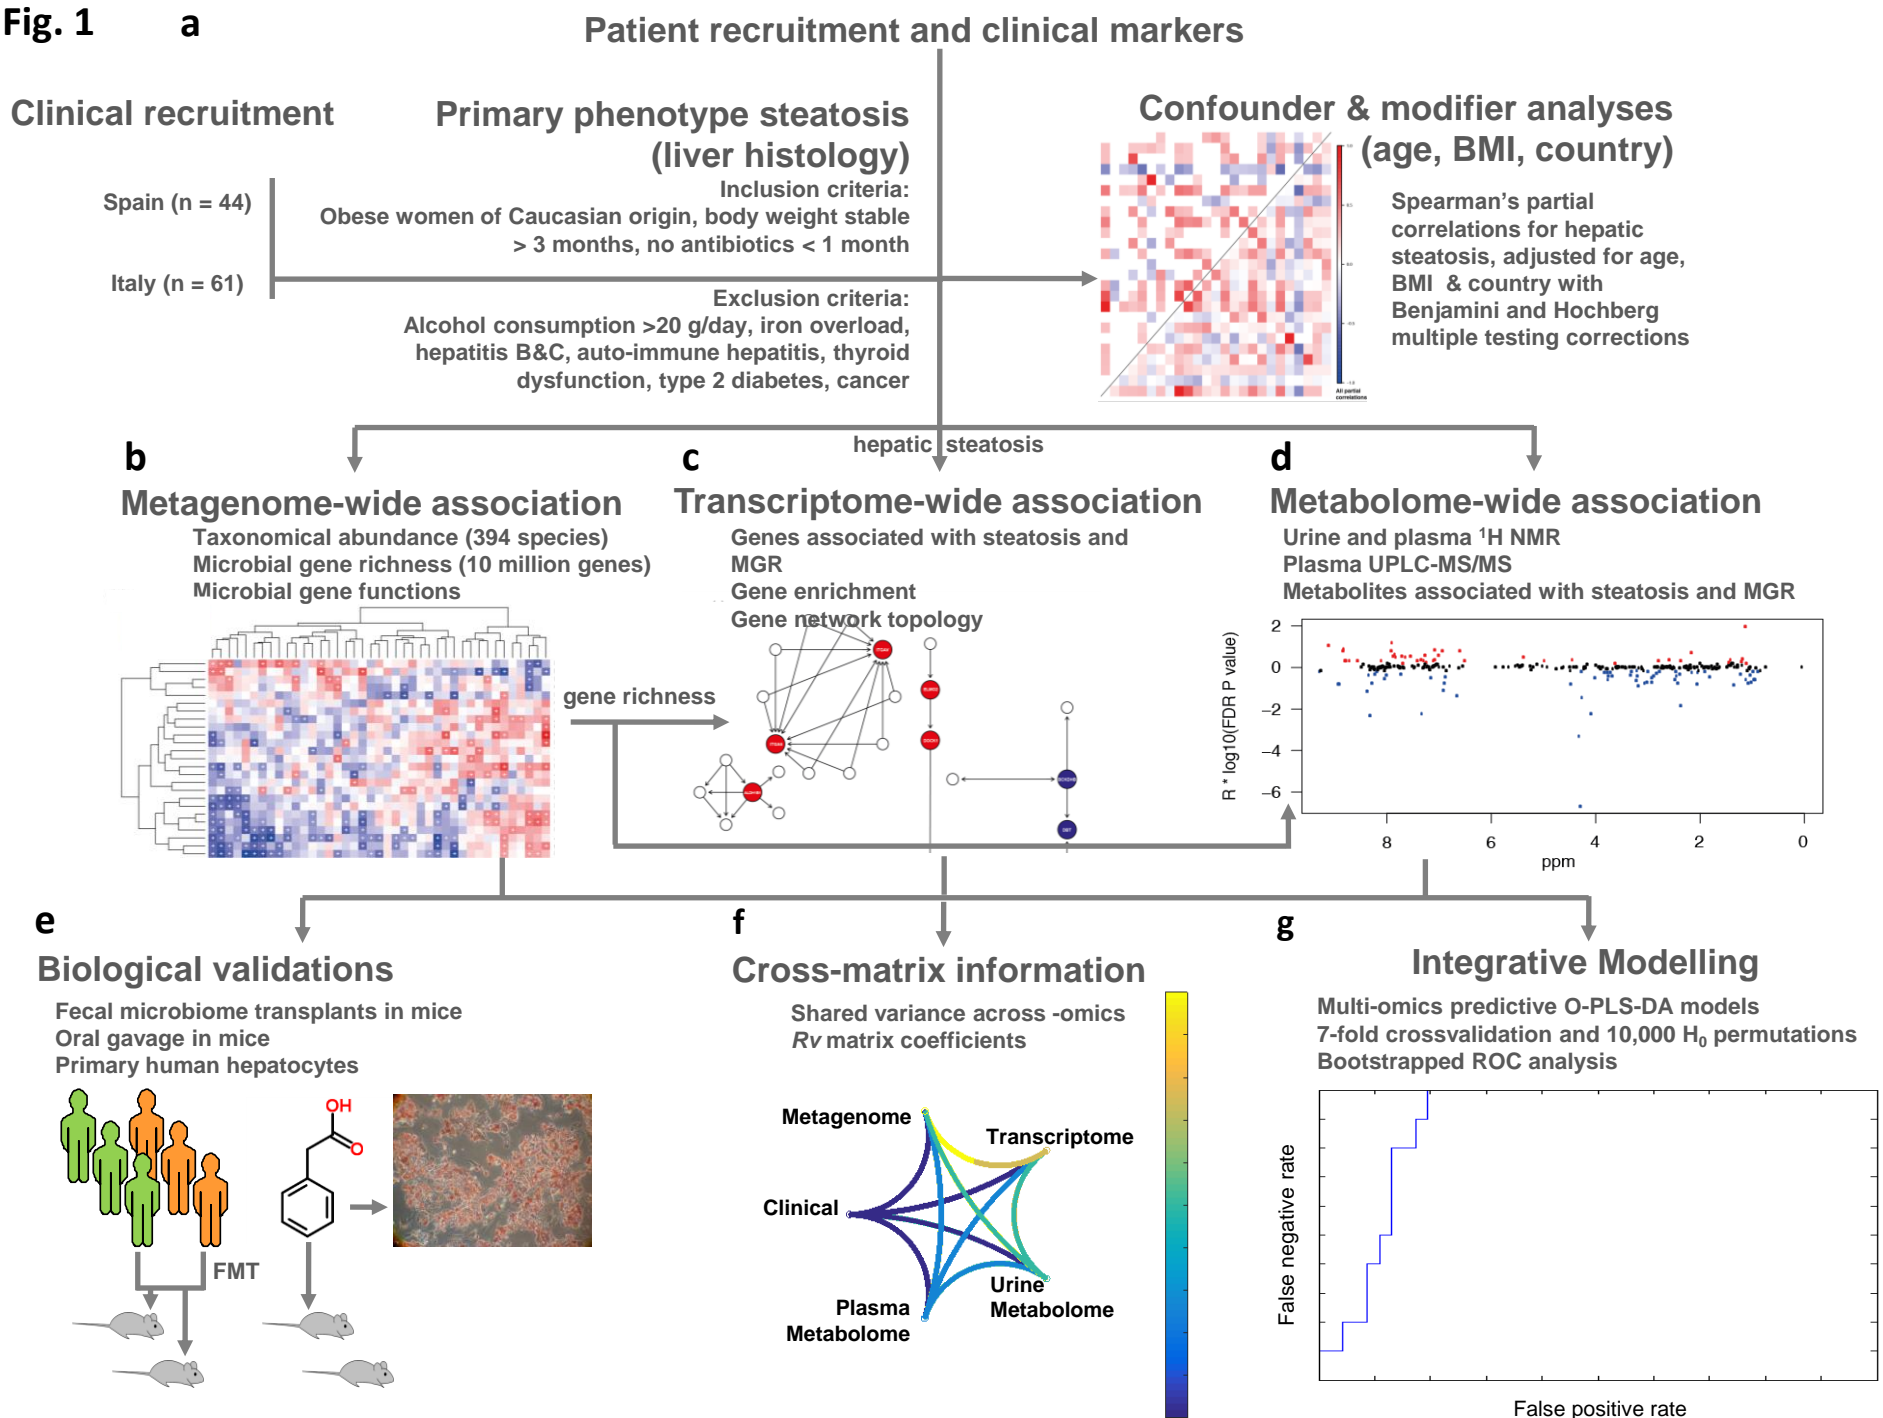 Fig. 1
a
Patient recruitment and clinical markers
Clinical recruitment
Spain (n = 44)
Italy (n = 61)
Primary phenotype steatosis
(liver histology)
Inclusion criteria:
Obese women of Caucasian origin, body weight stable
> 3 months, no antibiotics < 1 month
Exclusion criteria:
Alcohol consumption >20 g/day, iron overload,
hepatitis B&C, auto-immune hepatitis, thyroid
dysfunction, type 2 diabetes, cancer
Confounder & modifier analyses
(age, BMI, country)
Spearman's partial
correlations for hepatic
steatosis, adjusted for age,
BMI & country with
Benjamini and Hochberg
multiple testing corrections
All partial
correlations
hepatic steatosis
b
Metagenome-wide association
Taxonomical abundance (394 species)
Microbial gene richness (10 million genes)
Microbial gene functions
gene richness
c
Transcriptome-wide association
Genes associated with steatosis and
MGR
Gene enrichment
Gene network topology
d
Metabolome-wide association
Urine and plasma ¹H NMR
Plasma UPLC-MS/MS
Metabolites associated with steatosis and MGR
R * log10(FDR P value)
2
0
−2
−4
−6
8 6 4 2 0
ppm
e
Biological validations
Fecal microbiome transplants in mice
Oral gavage in mice
Primary human hepatocytes
OH
O
FMT
f
Cross-matrix information
Shared variance across -omics
Rv matrix coefficients
Metagenome
Transcriptome
Clinical
Urine
Metabolome
Plasma
Metabolome
g
Integrative Modelling
Multi-omics predictive O-PLS-DA models
7-fold crossvalidation and 10,000 H₀ permutations
Bootstrapped ROC analysis
False negative rate
False positive rate